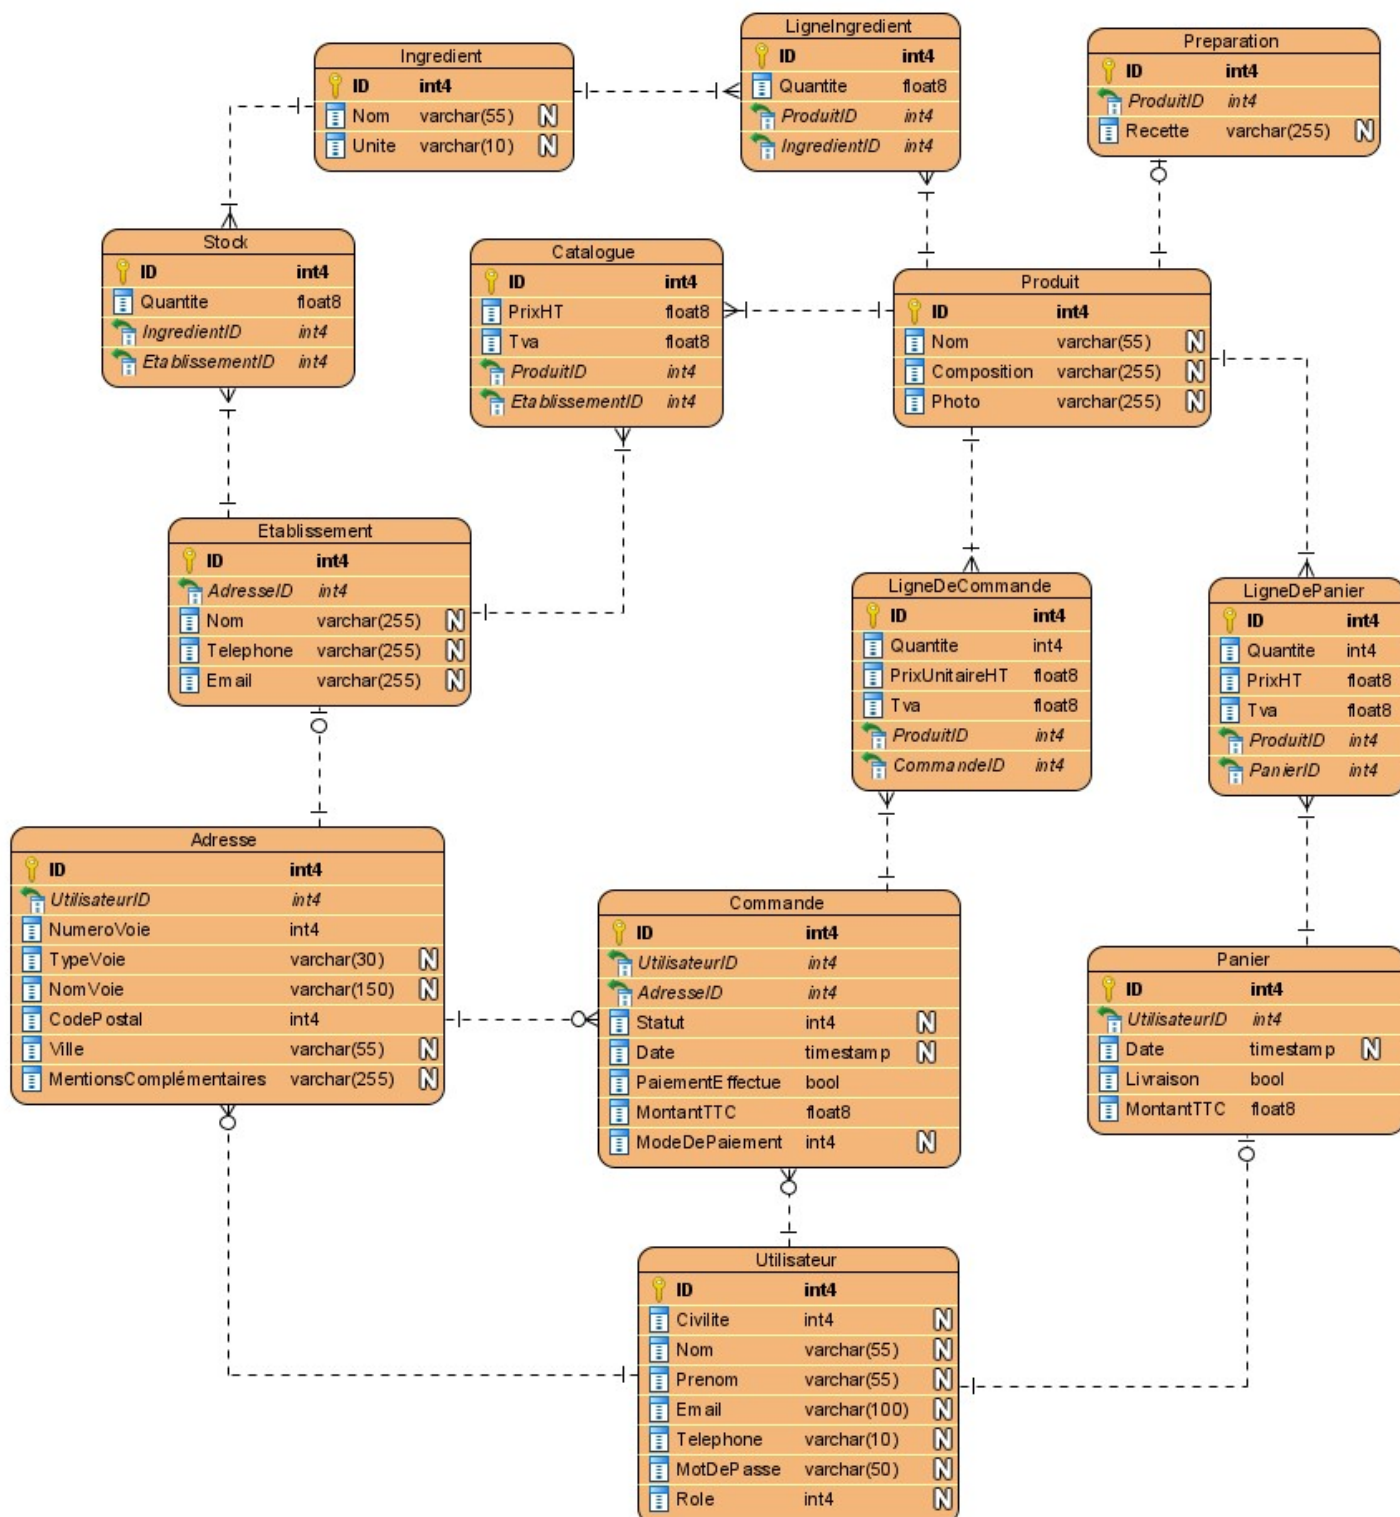 Ingredient
ID int4
Nom varchar(55) N
Unite varchar(10) N
LigneIngredient
ID int4
Quantite float8
ProduitID int4
IngredientID int4
Preparation
ID int4
ProduitID int4
Recette varchar(255) N
Stock
ID int4
Quantite float8
IngredientID int4
EtablissementID int4
Catalogue
ID int4
PrixHT float8
Tva float8
ProduitID int4
EtablissementID int4
Produit
ID int4
Nom varchar(55) N
Composition varchar(255) N
Photo varchar(255) N
Etablissement
ID int4
AdresseID int4
Nom varchar(255) N
Telephone varchar(255) N
Email varchar(255) N
LigneDeCommande
ID int4
Quantite int4
PrixUnitaireHT float8
Tva float8
ProduitID int4
CommandeID int4
LigneDePanier
ID int4
Quantite int4
PrixHT float8
Tva float8
ProduitID int4
PanierID int4
Adresse
ID int4
UtilisateurID int4
NumeroVoie int4
TypeVoie varchar(30) N
NomVoie varchar(150) N
CodePostal int4
Ville varchar(55) N
MentionsComplémentaires varchar(255) N
Commande
ID int4
UtilisateurID int4
AdresseID int4
Statut int4 N
Date timestamp N
PaiementEffectue bool
MontantTTC float8
ModeDePaiement int4 N
Panier
ID int4
UtilisateurID int4
Date timestamp N
Livraison bool
MontantTTC float8
Utilisateur
ID int4
Civilite int4 N
Nom varchar(55) N
Prenom varchar(55) N
Email varchar(100) N
Telephone varchar(10) N
MotDePasse varchar(50) N
Role int4 N